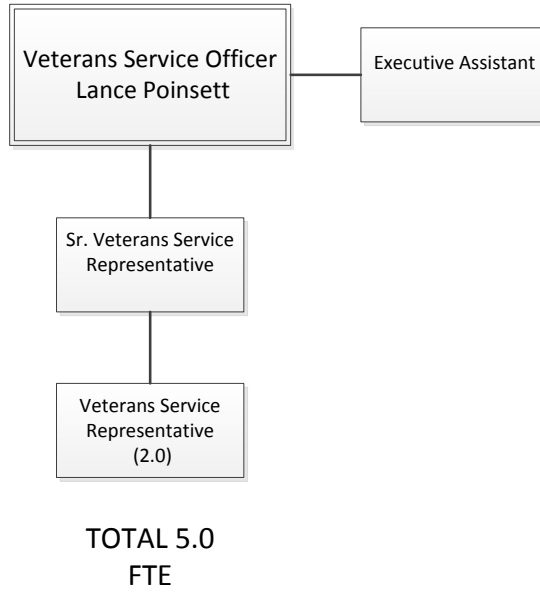 Veterans Service Officer
Lance Poinsett
Executive Assistant
Sr. Veterans Service
Representative
Veterans Service
Representative
(2.0)
TOTAL 5.0
FTE